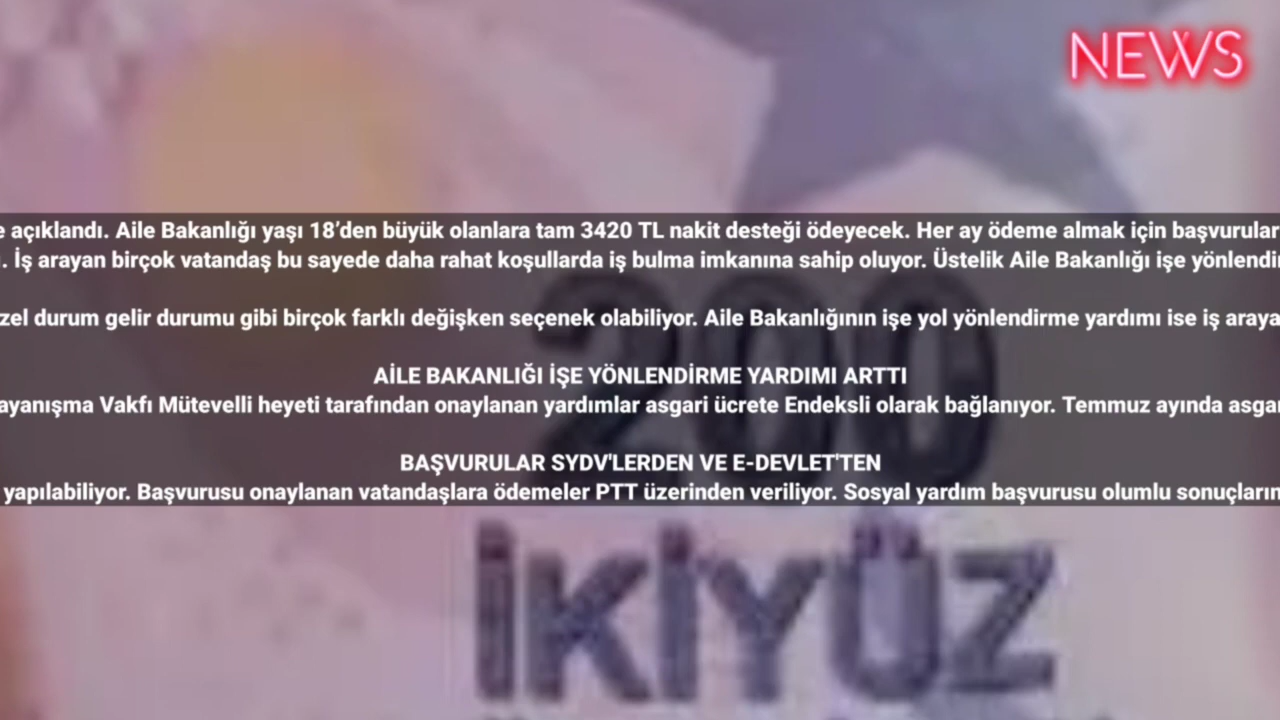 NEWS
e açıklandı. Aile Bakanlığı yaşı 18’den büyük olanlara tam 3420 TL nakit desteği ödeyecek. Her ay ödeme almak için başvurular
. İş arayan birçok vatandaş bu sayede daha rahat koşullarda iş bulma imkanına sahip oluyor. Üstelik Aile Bakanlığı işe yönlendir
zel durum gelir durumu gibi birçok farklı değişken seçenek olabiliyor. Aile Bakanlığının işe yol yönlendirme yardımı ise iş araya
AİLE BAKANLIĞI İŞE YÖNLENDİRME YARDIMI ARTTI
ayanışma Vakfı Mütevelli heyeti tarafından onaylanan yardımlar asgari ücrete Endeksli olarak bağlanıyor. Temmuz ayında asgar
BAŞVURULAR SYDV'LERDEN VE E-DEVLET'TEN
yapılabiliyor. Başvurusu onaylanan vatandaşlara ödemeler PTT üzerinden veriliyor. Sosyal yardım başvurusu olumlu sonuçların
200
İKİYÜZ